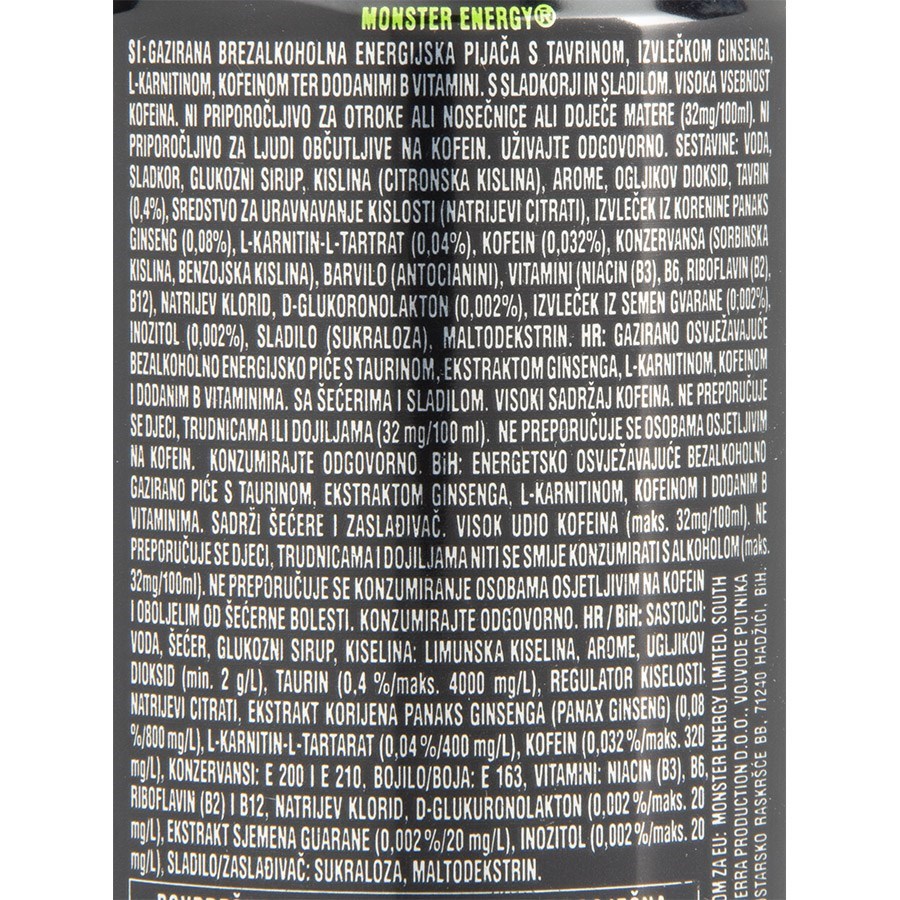 MONSTER ENERGY®
SI: GAZIRANA BREZALKOHOLNA ENERGIJSKA PIJAČA S TAVRINOM, IZVLEČKOM GINSENGA,
L-KARNITINOM, KOFEINOM TER DODANIMI B VITAMINI. S SLADKORJI IN SLADILOM. VISOKA VSEBNOST
KOFEINA. NI PRIPOROČLJIVO ZA OTROKE ALI NOSEČNICE ALI DOJEČE MATERE (32mg/100ml). NI
PRIPOROČLJIVO ZA LJUDI OBČUTLJIVE NA KOFEIN. UŽIVAJTE ODGOVORNO. SESTAVINE: VODA,
SLADKOR, GLUKOZNI SIRUP, KISLINA (CITRONSKA KISLINA), AROME, OGLJIKOV DIOKSID, TAVRIN
(0,4%), SREDSTVO ZA URAVNAVANJE KISLOSTI (NATRIJEVI CITRATI), IZVLEČEK IZ KORENINE PANAKS
GINSENG (0,08%), L-KARNITIN-L-TARTRAT (0,04%), KOFEIN (0,032%), KONZERVANSA (SORBINSKA
KISLINA, BENZOJSKA KISLINA), BARVILO (ANTOCIANINI), VITAMINI (NIACIN (B3), B6, RIBOFLAVIN (B2),
B12), NATRIJEV KLORID, D-GLUKORONOLAKTON (0,002%), IZVLEČEK IZ SEMEN GVARANE (0:002%),
INOZITOL (0,002%), SLADILO (SUKRALOZA), MALTODEKSTRIN. HR: GAZIRANO OSVJEŽAVAJUĆE
BEZALKOHOLNO ENERGIJSKO PIĆE S TAURINOM, EKSTRAKTOM GINSENGA, L-KARNITINOM, KOFEINOM
I DODANIM B VITAMINIMA. SA ŠEĆERIMA I SLADILOM. VISOKI SADRŽAJ KOFEINA. NE PREPORUČUJE
SE DJECI, TRUDNICAMA ILI DOJILJAMA (32 mg/100 ml). NE PREPORUČUJE SE OSOBAMA OSJETLJIVIM
NA KOFEIN. KONZUMIRAJTE ODGOVORNO. BiH: ENERGETSKO OSVJEŽAVAJUĆE BEZALKOHOLNO
GAZIRANO PIĆE S TAURINOM, EKSTRAKTOM GINSENGA, L-KARNITINOM, KOFEINOM I DODANIM B
VITAMINIMA. SADRŽI ŠEĆERE I ZASLAĐIVAČ. VISOK UDIO KOFEINA (maks. 32mg/100ml). NE
PREPORUČUJE SE DJECI, TRUDNICAMA I DOJILJAMA NITI SE SMIJE KONZUMIRATI S ALKOHOLOM (maks.
32mg/100ml). NE PREPORUČUJE SE KONZUMIRANJE OSOBAMA OSJETLJIVIM NA KOFEIN
I OBOLJELIM OD ŠEĆERNE BOLESTI. KONZUMIRAJTE ODGOVORNO. HR / BiH: SASTOJCI:
VODA, ŠEĆER, GLUKOZNI SIRUP, KISELINA: LIMUNSKA KISELINA, AROME, UGLJIKOV
DIOKSID (min. 2 g/L), TAURIN (0,4 %/maks. 4000 mg/L), REGULATOR KISELOSTI:
NATRIJEVI CITRATI, EKSTRAKT KORIJENA PANAKS GINSENGA (PANAX GINSENG) (0,08
%/800 mg/L), L-KARNITIN-L-TARTARAT (0,04 %/400 mg/L), KOFEIN (0,032 %/maks. 320
mg/L), KONZERVANSI: E 200 I E 210, BOJILO/BOJA: E 163, VITAMINI: NIACIN (B3), B6,
RIBOFLAVIN (B2) I B12, NATRIJEV KLORID, D-GLUKURONOLAKTON (0,002 %/maks. 20
mg/L), EKSTRAKT SJEMENA GUARANE (0,002 %/20 mg/L), INOZITOL (0,002 %/maks. 20
mg/L), SLADILO/ZASLAĐIVAČ: SUKRALOZA, MALTODEKSTRIN.
OM ZA EU: MONSTER ENERGY LIMITED, SOUTH
ERRA PRODUCTION D.O.O., VOJVODE PUTNIKA
OSTARSKO RASKRŠĆE BB, 71240 HADŽIĆI, BiH.